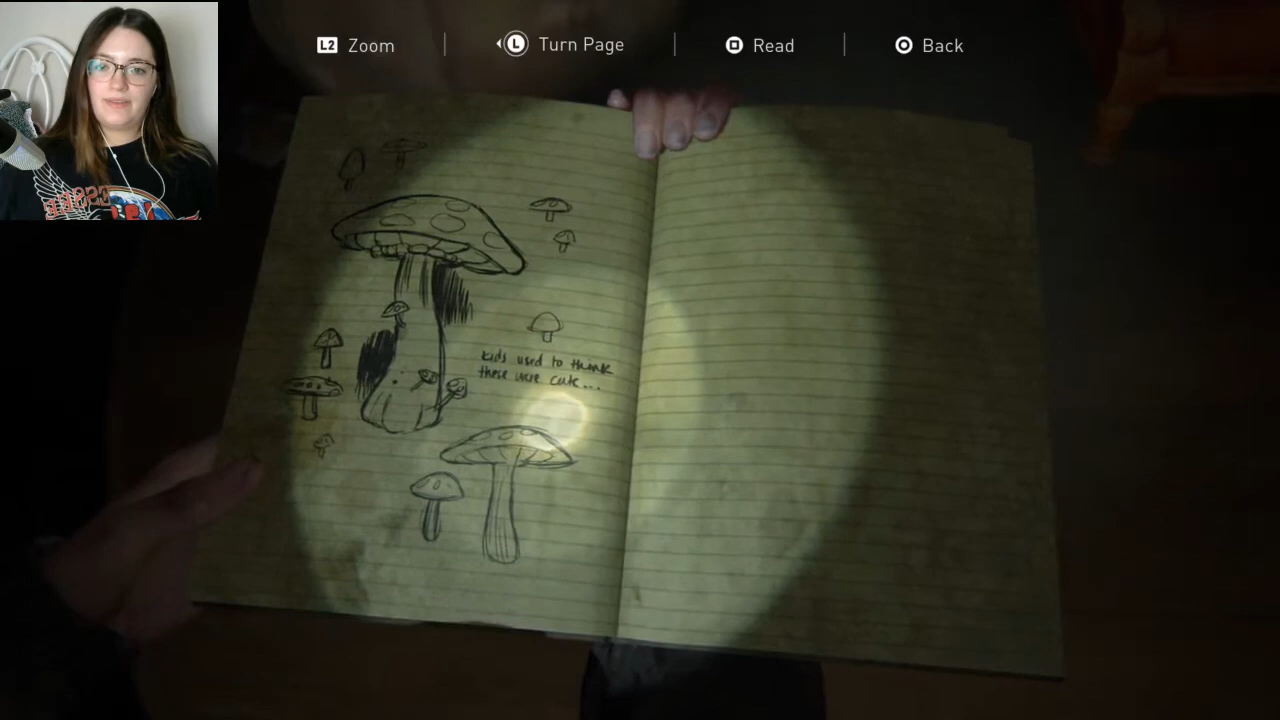 L2 Zoom
L Turn Page
Read
Back
kids used to think
these were cute...